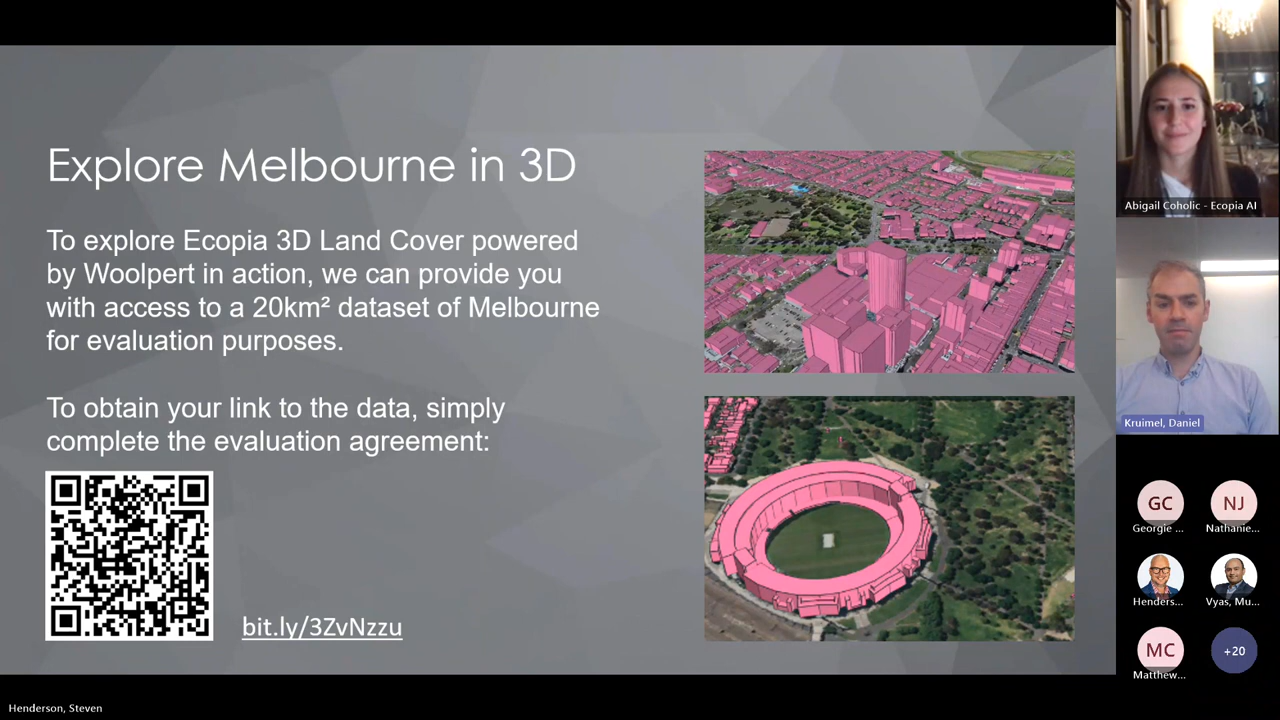 Explore Melbourne in 3D
To explore Ecopia 3D Land Cover powered
by Woolpert in action, we can provide you
with access to a 20km² dataset of Melbourne
for evaluation purposes.
To obtain your link to the data, simply
complete the evaluation agreement:
bit.ly/3ZvNzzu
Abigail Coholic - Ecopia AI
Kruimel, Daniel
GC
NJ
Georgie ...
Nathanie...
Henders...
Vyas, Mu...
MC
+20
Matthew...
Henderson, Steven